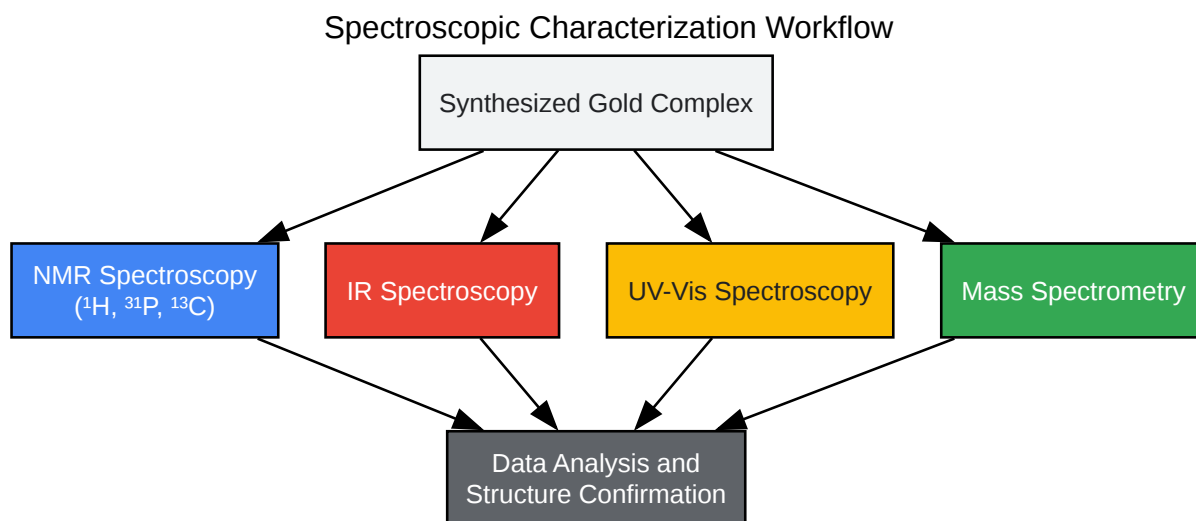 Spectroscopic Characterization Workflow
Synthesized Gold Complex
NMR Spectroscopy
(¹H, ³¹P, ¹³C)
IR Spectroscopy
UV-Vis Spectroscopy
Mass Spectrometry
Data Analysis and
Structure Confirmation